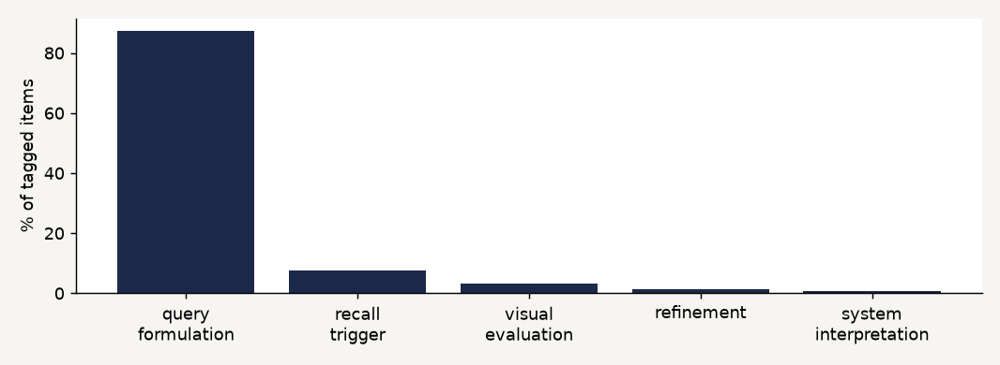 % of tagged items
80
60
40
20
0
query
formulation
recall
trigger
visual
evaluation
refinement
system
interpretation